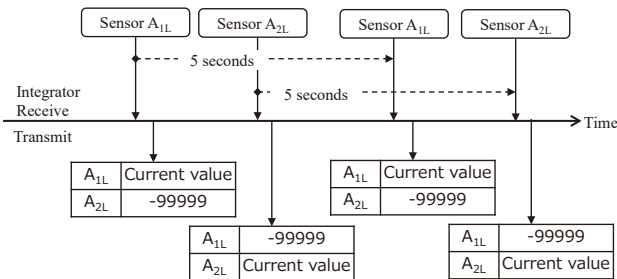 Sensor A1L
Sensor A2L
Sensor A1L
Sensor A2L
5 seconds
5 seconds
Integrator
Receive
Time
Transmit
A1L Current value
A2L -99999
A1L Current value
A2L -99999
A1L -99999
A2L Current value
A1L -99999
A2L Current value